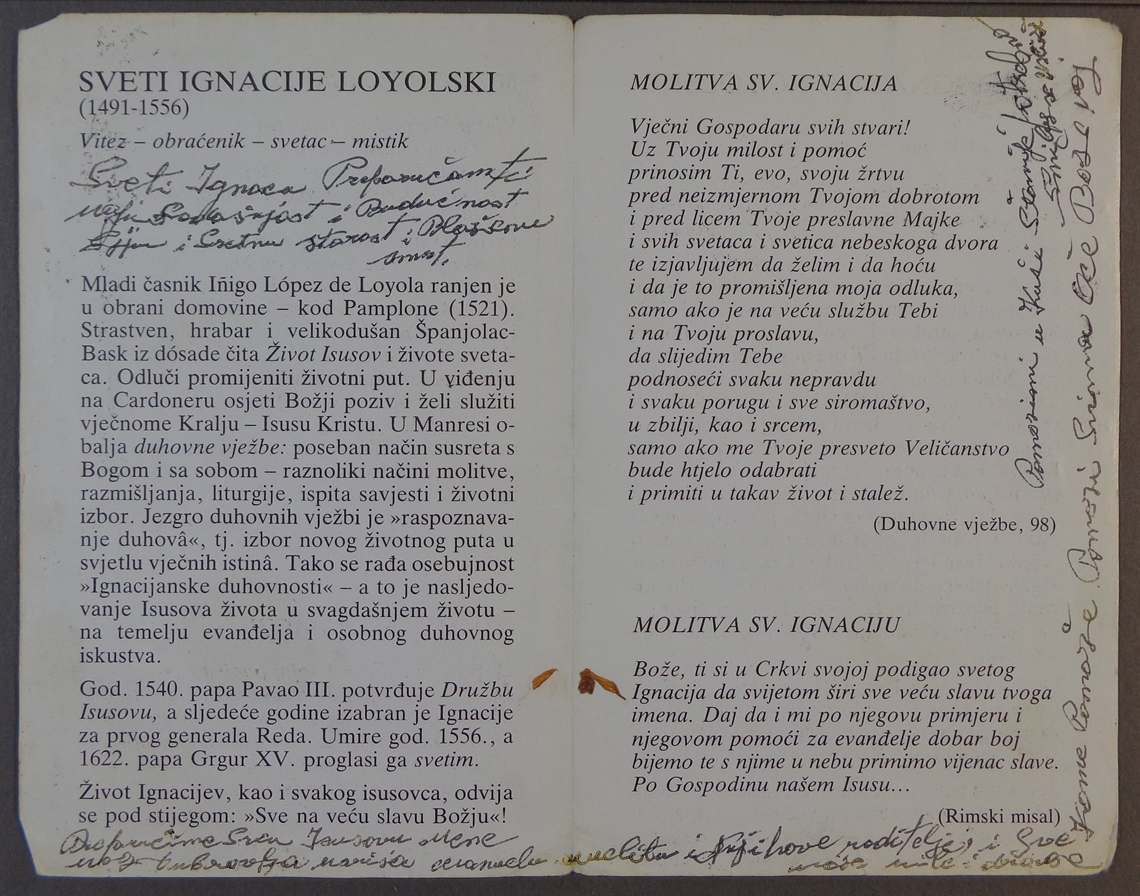 SVETI IGNACIJE LOYOLSKI
(1491-1556)
Vitez – obraćenik – svetac – mistik
Sveti Ignaca Preporučam ti
i Budućnost
i Sretnu starost i
smrt.
Mladi časnik Iñigo López de Loyola ranjen je
u obrani domovine – kod Pamplone (1521).
Strastven, hrabar i velikodušan Španjolac-
Bask iz dósade čita Život Isusov i živote sveta-
ca. Odluči promijeniti životni put. U viđenju
na Cardoneru osjeti Božji poziv i želi služiti
vječnome Kralju – Isusu Kristu. U Manresi o-
balja duhovne vježbe: poseban način susreta s
Bogom i sa sobom – raznoliki načini molitve,
razmišljanja, liturgije, ispita savjesti i životni
izbor. Jezgro duhovnih vježbi je »raspoznava-
nje duhovâ«, tj. izbor novog životnog puta u
svjetlu vječnih istinâ. Tako se rađa osebujnost
»Ignacijanske duhovnosti« – a to je nasljedo-
vanje Isusova života u svagdašnjem životu –
na temelju evanđelja i osobnog duhovnog
iskustva.
God. 1540. papa Pavao III. potvrđuje Družbu
Isusovu, a sljedeće godine izabran je Ignacije
za prvog generala Reda. Umire god. 1556., a
1622. papa Grgur XV. proglasi ga svetim.
Život Ignacijev, kao i svakog isusovca, odvija
se pod stijegom: »Sve na veću slavu Božju«!
MOLITVA SV. IGNACIJA
Vječni Gospodaru svih stvari!
Uz Tvoju milost i pomoć
prinosim Ti, evo, svoju žrtvu
pred neizmjernom Tvojom dobrotom
i pred licem Tvoje preslavne Majke
i svih svetaca i svetica nebeskoga dvora
te izjavljujem da želim i da hoću
i da je to promišljena moja odluka,
samo ako je na veću službu Tebi
i na Tvoju proslavu,
da slijedim Tebe
podnoseći svaku nepravdu
i svaku porugu i sve siromaštvo,
u zbilji, kao i srcem,
samo ako me Tvoje presveto Veličanstvo
bude htjelo odabrati
i primiti u takav život i stalež.
(Duhovne vježbe, 98)
MOLITVA SV. IGNACIJU
Bože, ti si u Crkvi svojoj podigao svetog
Ignacija da svijetom širi sve veću slavu tvoga
imena. Daj da i mi po njegovu primjeru i
njegovom pomoći za evanđelje dobar boj
bijemo te s njime u nebu primimo vijenac slave.
Po Gospodinu našem Isusu…
(Rimski misal)
i njihove roditelje i Sve
u Kući
Pomaže Pomozi Oče